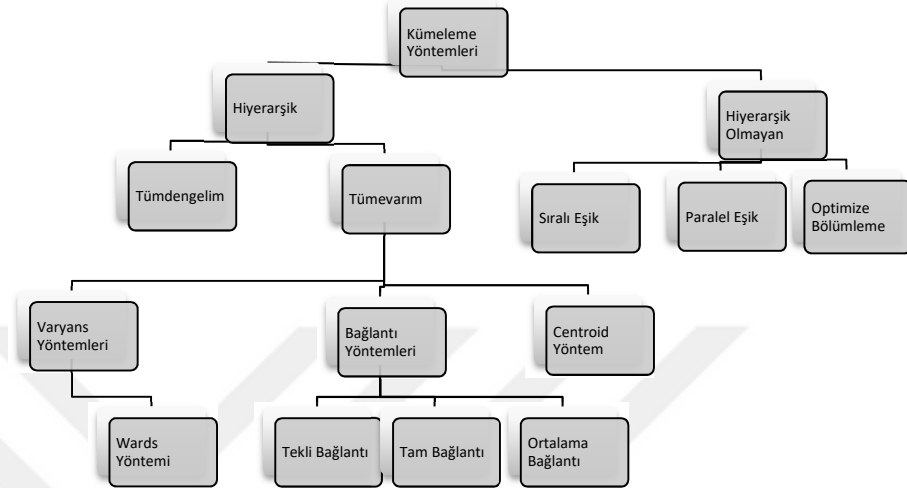 Kümeleme
Yöntemleri
Hiyerarşik
Hiyerarşik
Olmayan
Tümdengelim
Tümevarım
Sıralı Eşik
Paralel Eşik
Optimize
Bölümleme
Varyans
Yöntemleri
Bağlantı
Yöntemleri
Centroid
Yöntem
Wards
Yöntemi
Tekli Bağlantı
Tam Bağlantı
Ortalama
Bağlantı